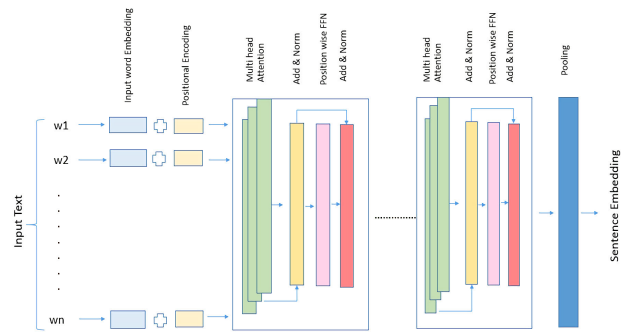 Input word Embedding
Positional Encoding
Multi head
Attention
Add & Norm
Position wise FFN
Add & Norm
Multi head
Attention
Add & Norm
Position wise FFN
Add & Norm
Pooling
Input Text
w1
w2
wn
Sentence Embedding